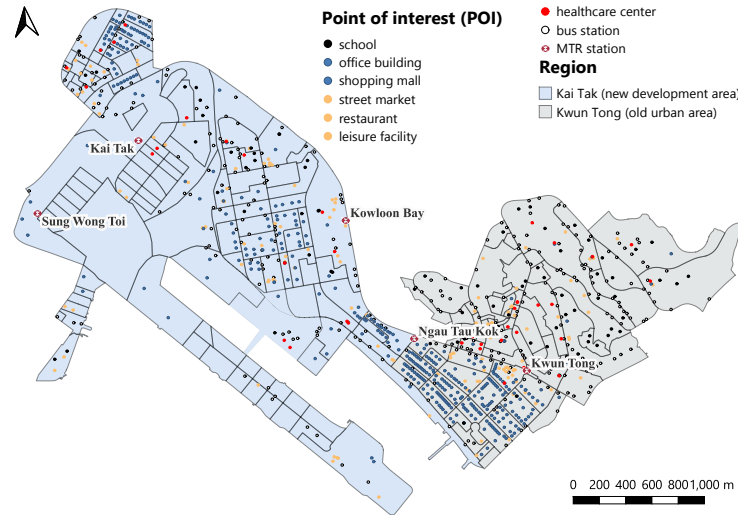 Point of interest (POI)
school
office building
shopping mall
street market
restaurant
leisure facility
healthcare center
bus station
MTR station
Region
Kai Tak (new development area)
Kwun Tong (old urban area)
Kai Tak
Sung Wong Toi
Kowloon Bay
Ngau Tau Kok
Kwun Tong
0 200 400 600 800 1,000 m